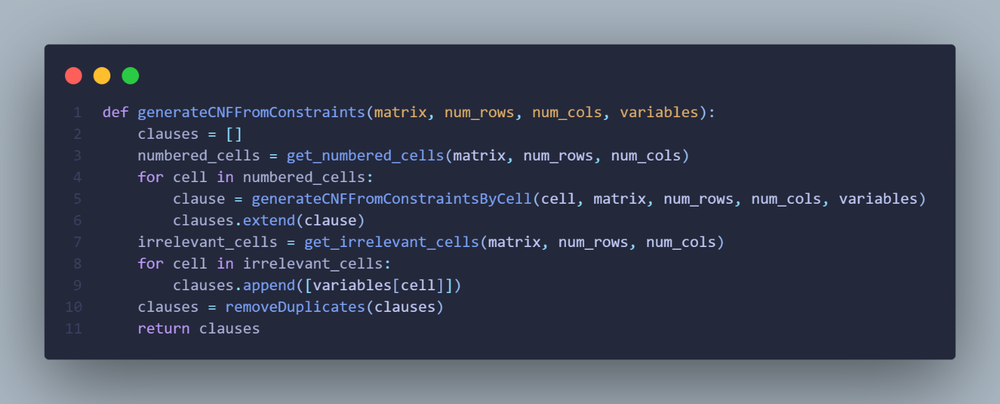 1 def generateCNFFromConstraints(matrix, num_rows, num_cols, variables):
2     clauses = []
3     numbered_cells = get_numbered_cells(matrix, num_rows, num_cols)
4     for cell in numbered_cells:
5         clause = generateCNFFromConstraintsByCell(cell, matrix, num_rows, num_cols, variables)
6         clauses.extend(clause)
7     irrelevant_cells = get_irrelevant_cells(matrix, num_rows, num_cols)
8     for cell in irrelevant_cells:
9         clauses.append([variables[cell]])
10     clauses = removeDuplicates(clauses)
11     return clauses